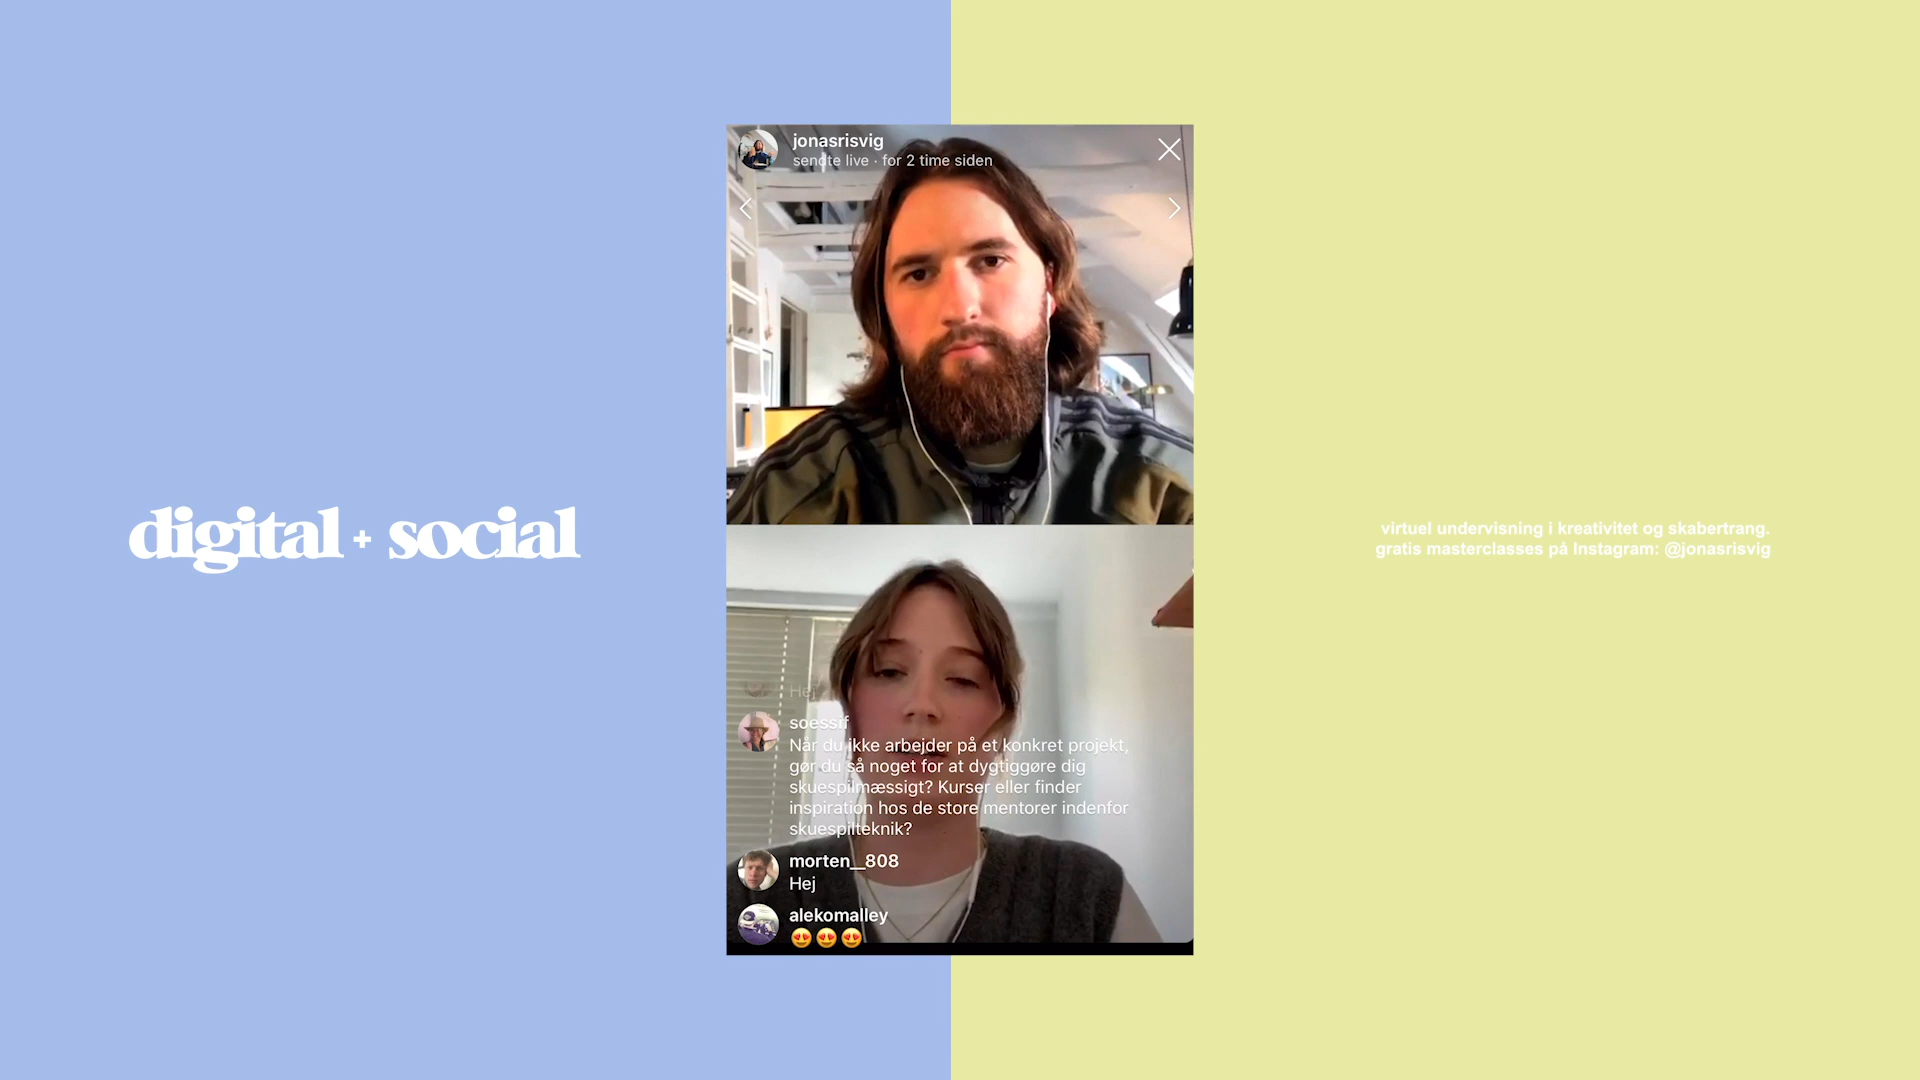 digital + social
jonasrisvig
sendte live · for 2 time siden
Hej
soessif
Når du ikke arbejder på et konkret projekt,
gør du så noget for at dygtiggøre dig
skuespilmæssigt? Kurser eller finder
inspiration hos de store mentorer indenfor
skuespilteknik?
morten__808
Hej
alekomalley
😍😍😍
virtuel undervisning i kreativitet og skabertrang.
gratis masterclasses på Instagram: @jonasrisvig